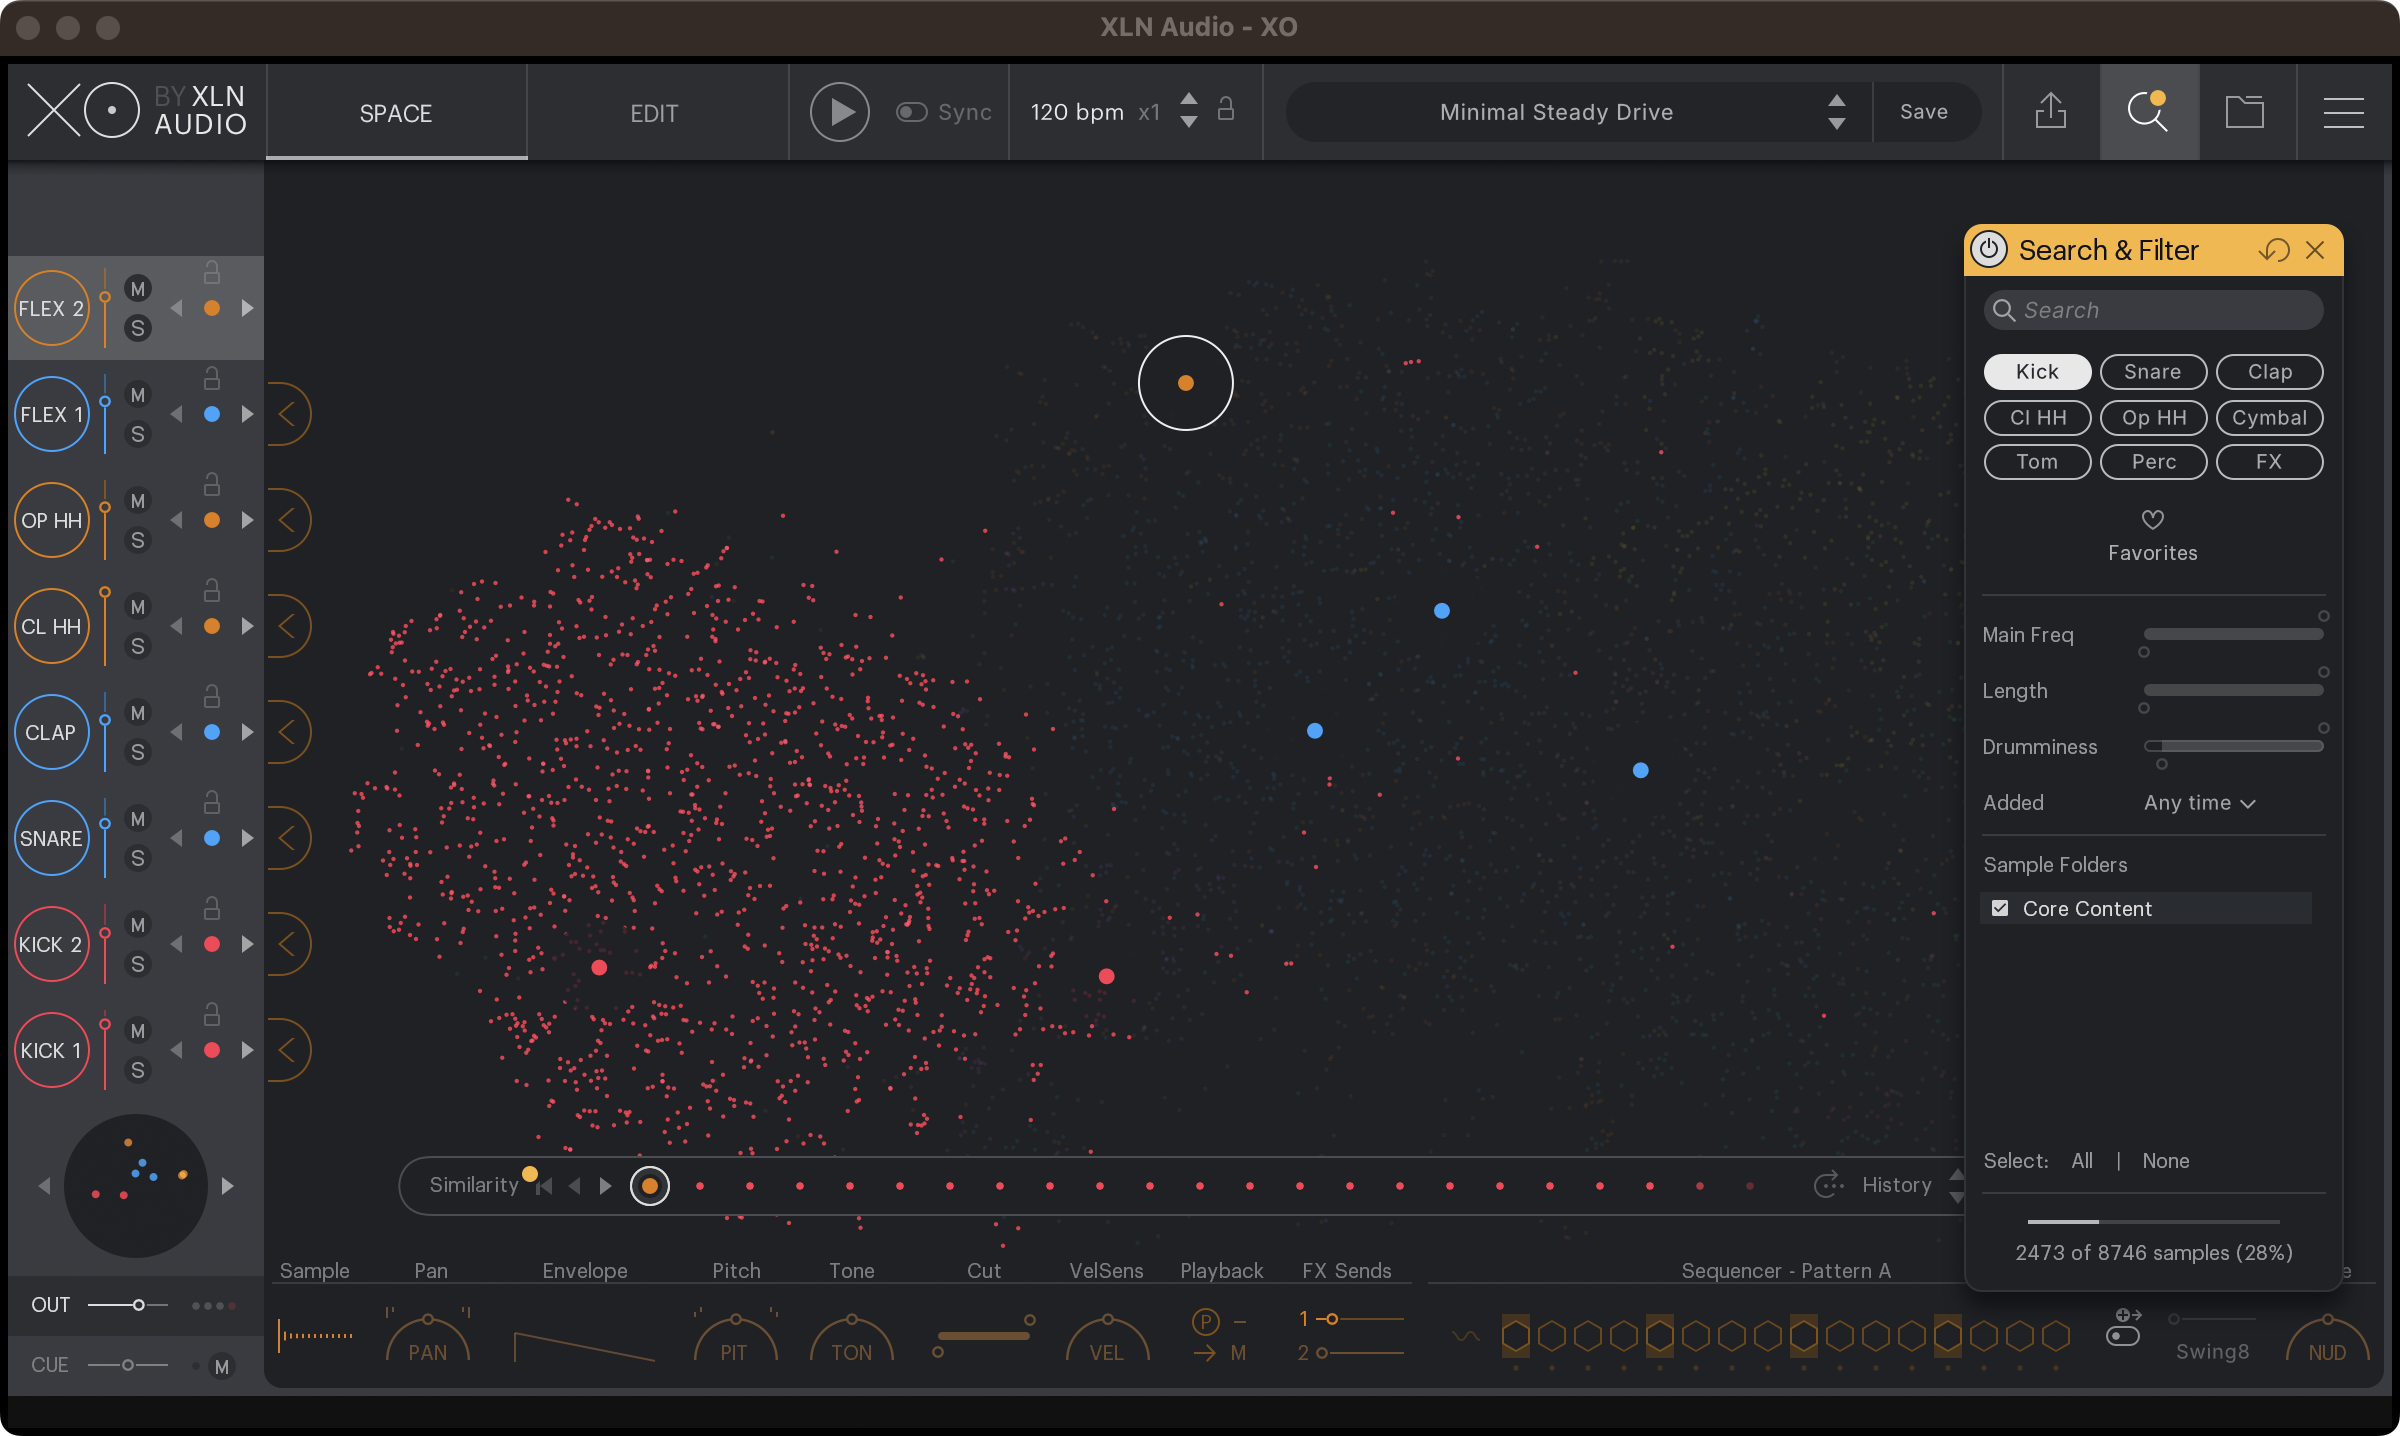 XLN Audio - XO
BY XLN AUDIO
SPACE
EDIT
Sync
120 bpm x1
Minimal Steady Drive
Save
FLEX 2
M
S
FLEX 1
M
S
OP HH
M
S
CL HH
M
S
CLAP
M
S
SNARE
M
S
KICK 2
M
S
KICK 1
M
S
OUT
CUE
M
Search & Filter
Search
Kick Snare Clap
Cl HH Op HH Cymbal
Tom Perc FX
Favorites
Main Freq
Length
Drumminess
Added Any time
Sample Folders
Core Content
Select: All | None
2473 of 8746 samples (28%)
Similarity
History
Sample Pan Envelope Pitch Tone Cut VelSens Playback FX Sends Sequencer - Pattern A
PAN
PIT
TON
VEL
P –
M
1
2
Swing8
NUD